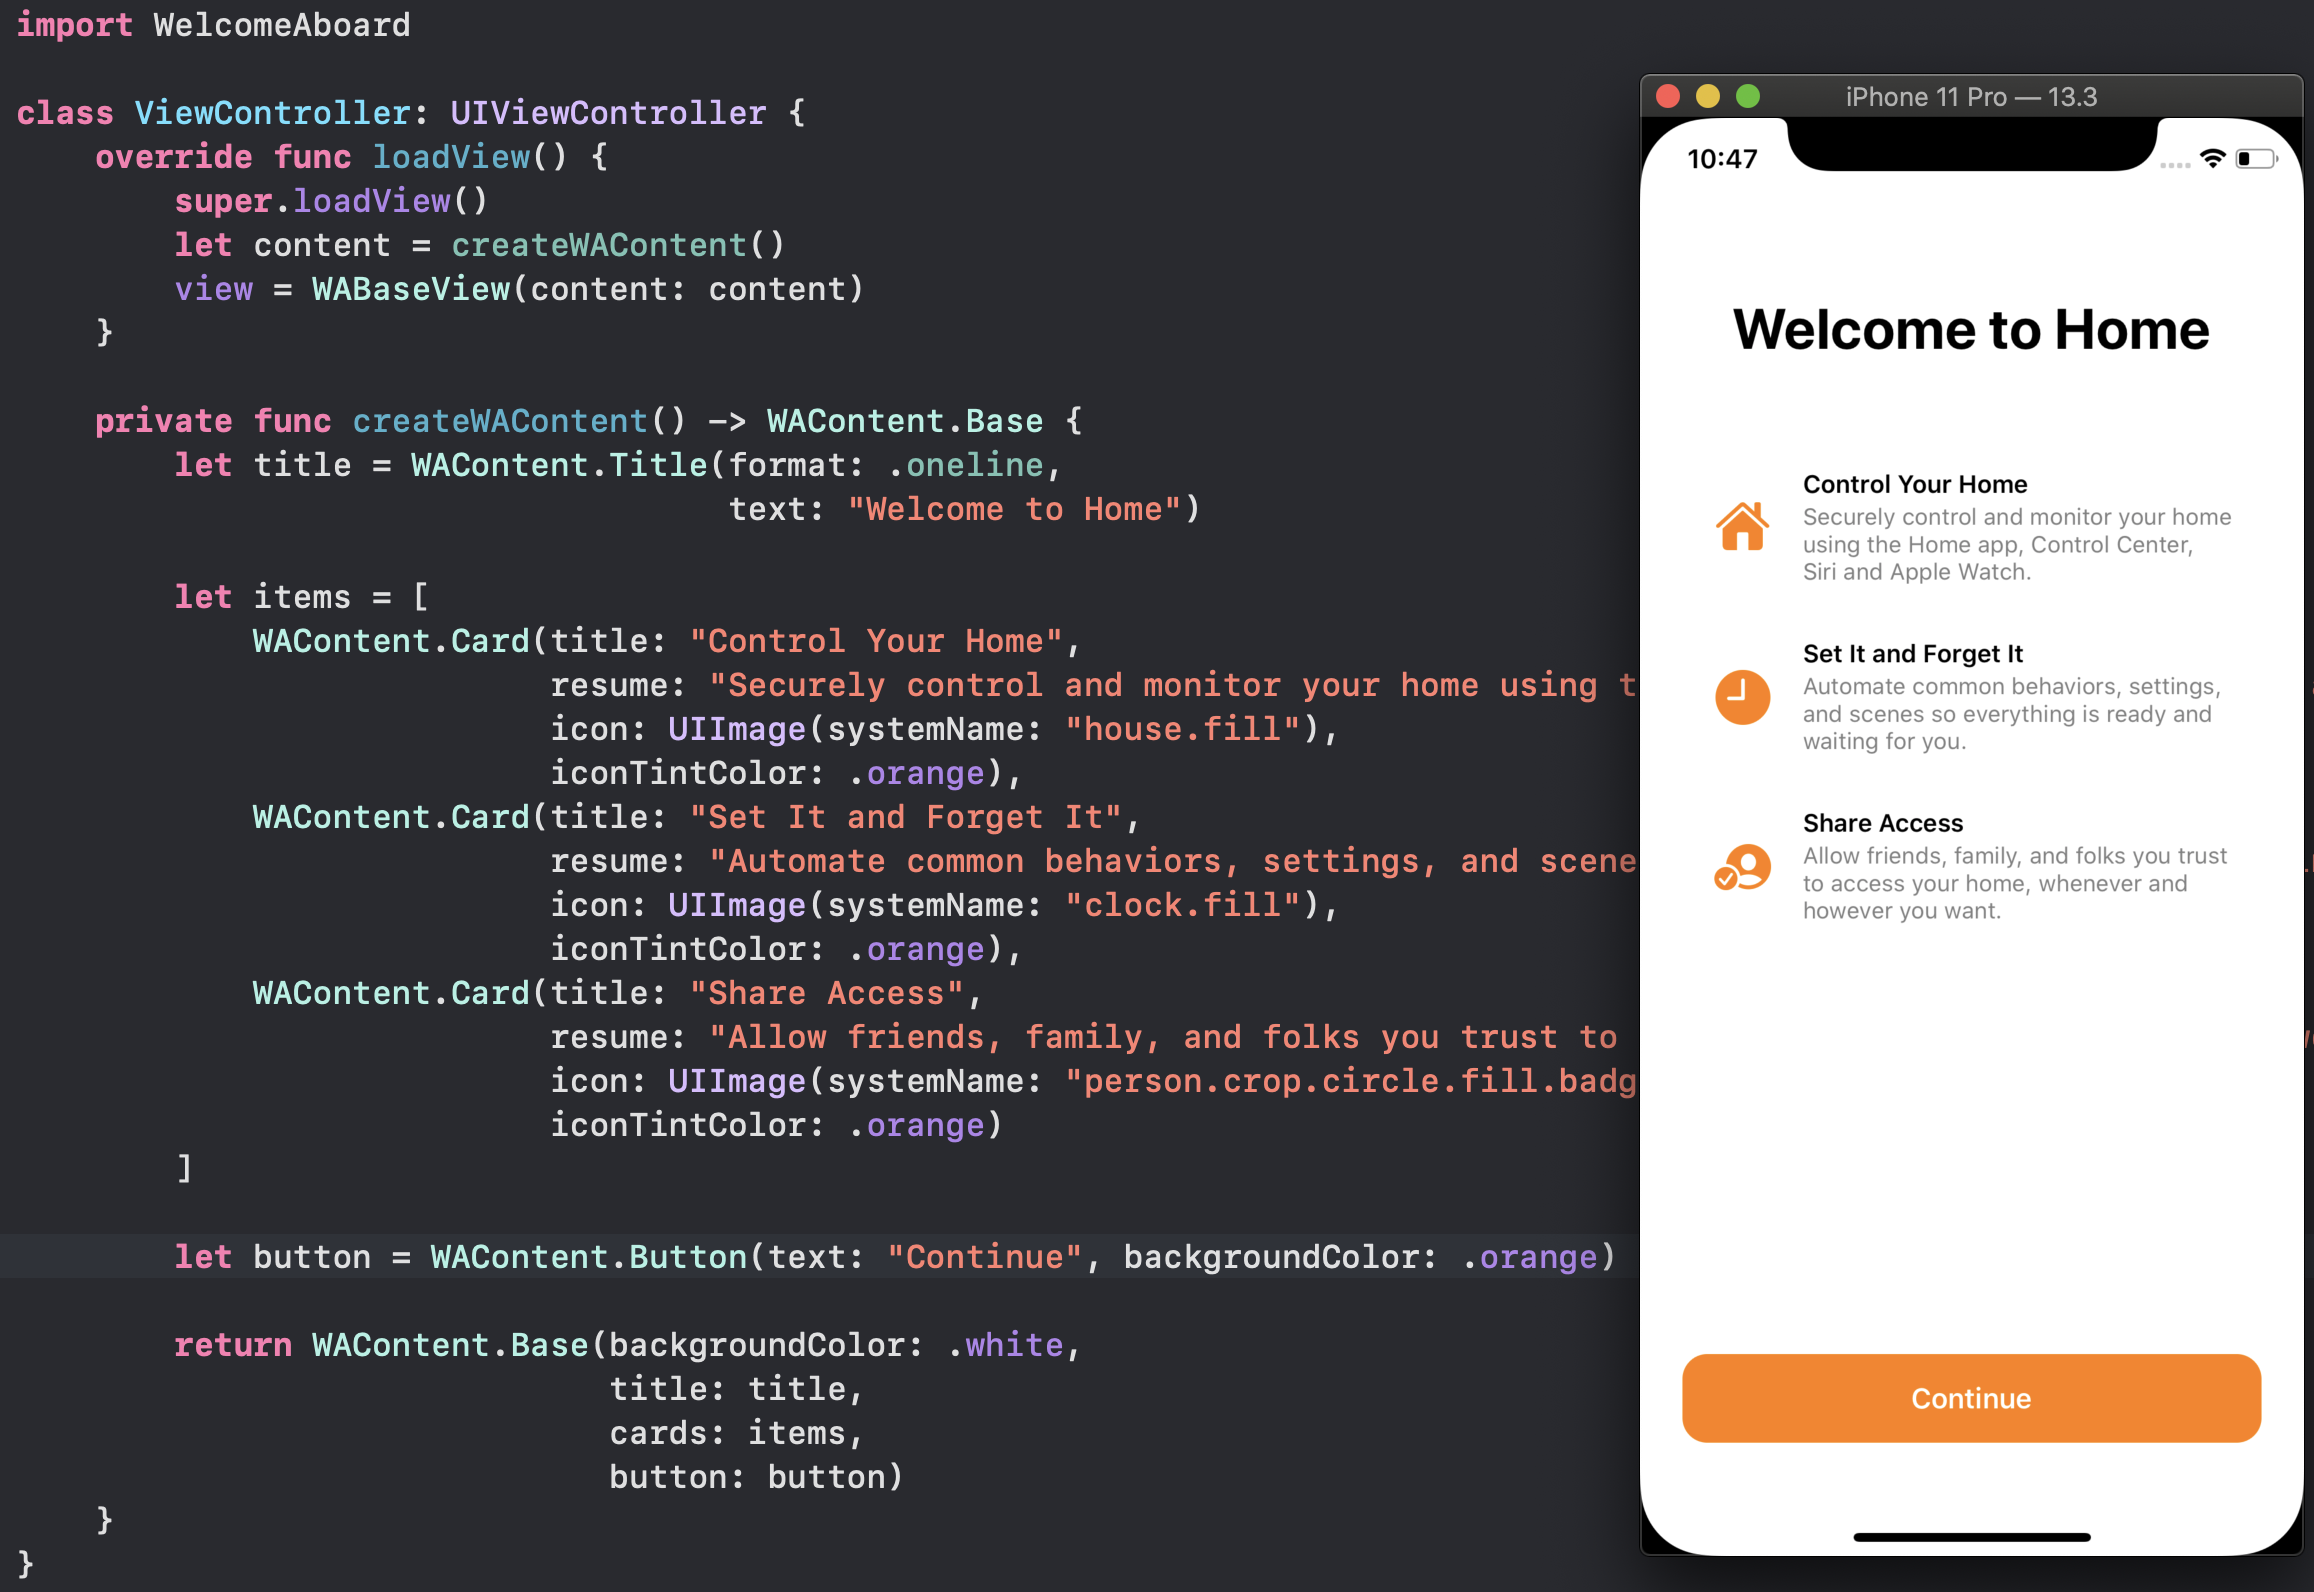 import WelcomeAboard
class ViewController: UIViewController {
override func loadView() {
super.loadView()
let content = createWAContent()
view = WABaseView(content: content)
}
private func createWAContent() -> WAContent.Base {
let title = WAContent.Title(format: .oneline,
text: "Welcome to Home")
let items = [
WAContent.Card(title: "Control Your Home",
resume: "Securely control and monitor your home using
icon: UIImage(systemName: "house.fill"),
iconTintColor: .orange),
WAContent.Card(title: "Set It and Forget It",
resume: "Automate common behaviors, settings, and scene
icon: UIImage(systemName: "clock.fill"),
iconTintColor: .orange),
WAContent.Card(title: "Share Access",
resume: "Allow friends, family, and folks you trust to
icon: UIImage(systemName: "person.crop.circle.fill.badg
iconTintColor: .orange)
]
let button = WAContent.Button(text: "Continue", backgroundColor: .orange)
return WAContent.Base(backgroundColor: .white,
title: title,
cards: items,
button: button)
}
}
iPhone 11 Pro — 13.3
10:47
Welcome to Home
Control Your Home
Securely control and monitor your home
using the Home app, Control Center,
Siri and Apple Watch.
Set It and Forget It
Automate common behaviors, settings,
and scenes so everything is ready and
waiting for you.
Share Access
Allow friends, family, and folks you trust
to access your home, whenever and
however you want.
Continue